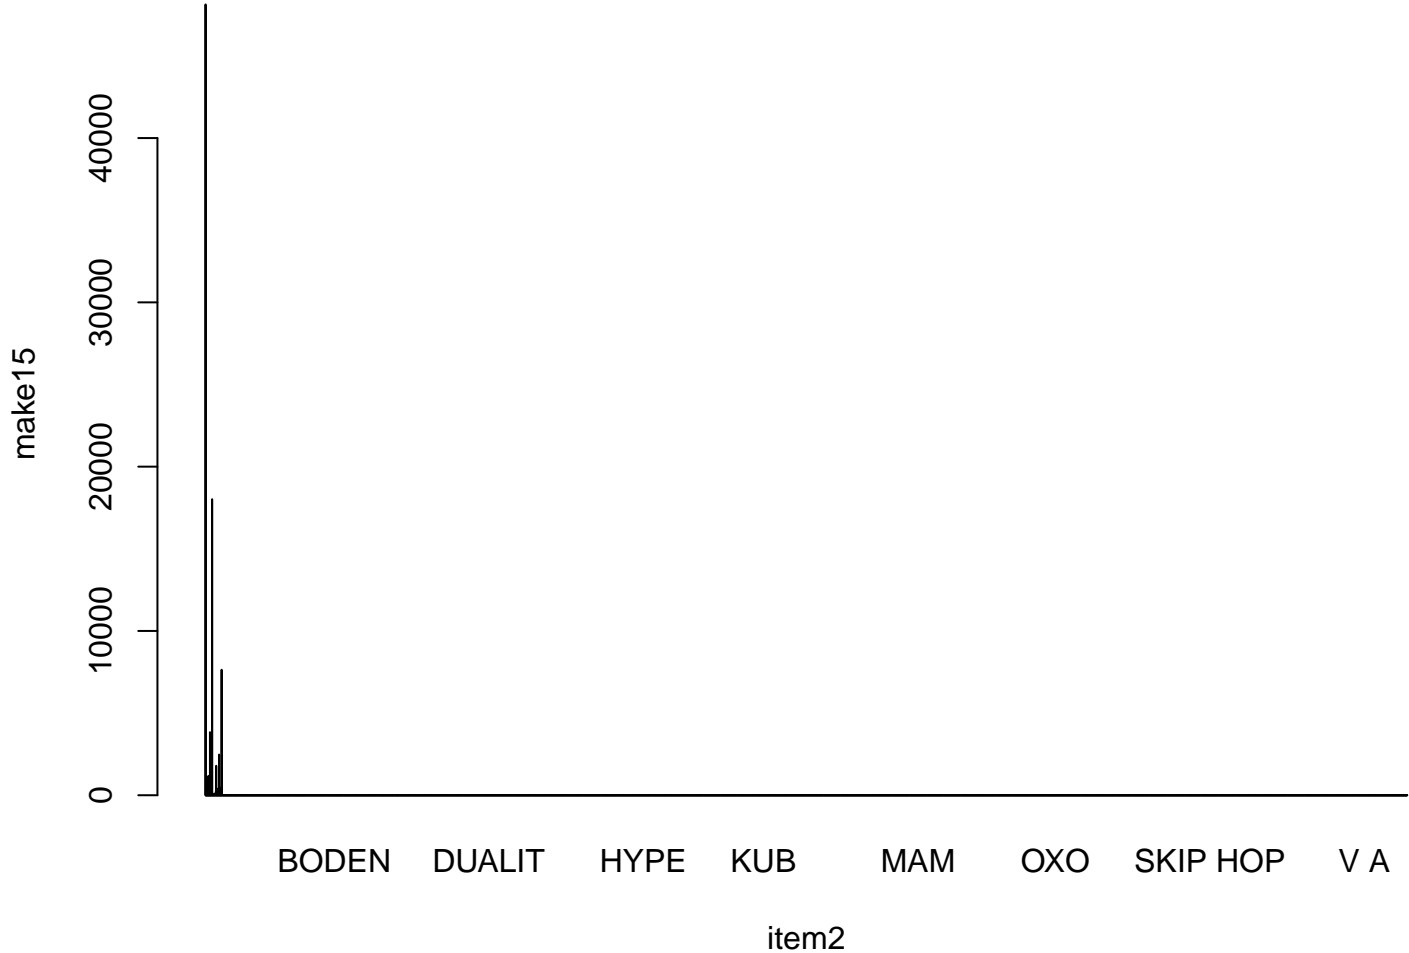 40000
30000
make15
20000
10000
0
BODEN DUALIT HYPE KUB MAM OXO SKIP HOP V A
item2